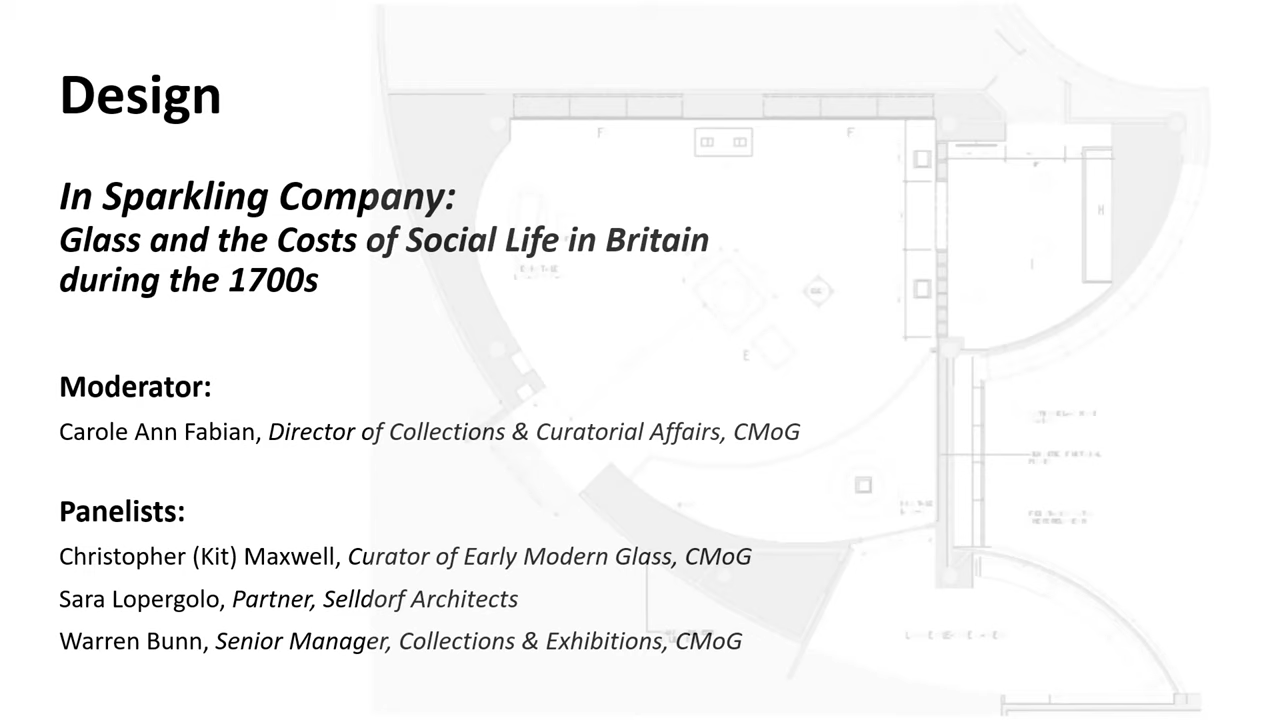 Design
In Sparkling Company:
Glass and the Costs of Social Life in Britain
during the 1700s
Moderator:
Carole Ann Fabian, Director of Collections & Curatorial Affairs, CMoG
Panelists:
Christopher (Kit) Maxwell, Curator of Early Modern Glass, CMoG
Sara Lopergolo, Partner, Selldorf Architects
Warren Bunn, Senior Manager, Collections & Exhibitions, CMoG
F
F
H
E